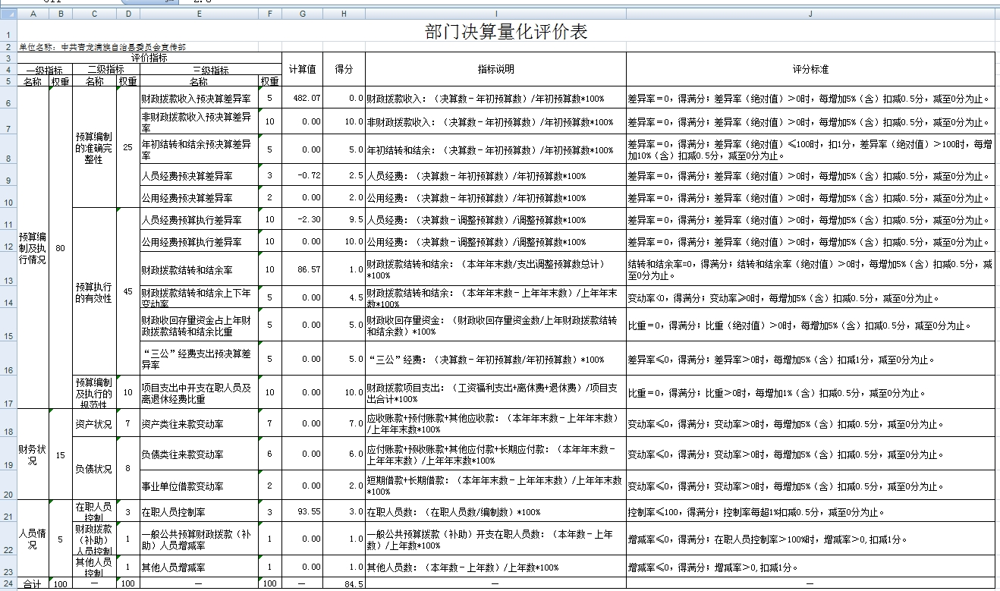 A B C D E F G H I J
1 部门决算量化评价表
2 单位名称: 中共青龙满族自治县委员会宣传部
3 评价指标 计算值 得分 指标说明 评分标准
4 一级指标 二级指标 三级指标
5 名称 权重 名称 权重 名称 权重
6 预算编制及执行情况 80 预算编制的准确完整性 25 财政拨款收入预决算差异率 5 482.07 0.0 财政拨款收入:(决算数-年初预算数)/年初预算数*100% 差异率=0,得满分;差异率(绝对值)>0时,每增加5%(含)扣减0.5分,减至0分为止。
7 非财政拨款收入预决算差异率 10 0.00 10.0 非财政拨款收入:(决算数-年初预算数)/年初预算数*100% 差异率=0,得满分;差异率(绝对值)>0时,每增加5%(含)扣减0.5分,减至0分为止。
8 年初结转和结余预决算差异率 5 0.00 5.0 年初结转和结余:(决算数-年初预算数)/年初预算数*100% 差异率=0,得满分;差异率(绝对值)≤100时,扣1分,差异率(绝对值)>100时,每增加10%(含)扣减0.5分,减至0分为止。
9 人员经费预决算差异率 3 -0.72 2.5 人员经费:(决算数-年初预算数)/年初预算数*100% 差异率=0,得满分;差异率(绝对值)>0时,每增加5%(含)扣减0.5分,减至0分为止。
10 公用经费预决算差异率 2 0.00 2.0 公用经费:(决算数-年初预算数)/年初预算数*100% 差异率=0,得满分;差异率(绝对值)>0时,每增加5%(含)扣减0.5分,减至0分为止。
11 预算执行的有效性 45 人员经费预算执行差异率 10 -2.30 9.5 人员经费:(决算数-调整预算数)/调整预算数*100% 差异率=0,得满分;差异率(绝对值)>0时,每增加5%(含)扣减0.5分,减至0分为止。
12 公用经费预算执行差异率 10 0.00 10.0 公用经费:(决算数-调整预算数)/调整预算数*100% 差异率=0,得满分;差异率(绝对值)>0时,每增加5%(含)扣减0.5分,减至0分为止。
13 财政拨款结转和结余率 10 86.57 1.0 财政拨款结转和结余:(本年年末数/支出调整预算数总计)*100% 结转和结余率=0,得满分;结转和结余率(绝对值)>0时,每增加5%(含)扣减0.5分,减至0分为止。
14 财政拨款结转和结余上下年变动率 5 0.00 4.5 财政拨款结转和结余:(本年年末数-上年年末数)/上年年末数*100% 变动率<0,得满分;变动率≥0时,每增加5%(含)扣减0.5分,减至0分为止。
15 财政收回存量资金占上年财政拨款结转和结余比重 5 0.00 5.0 财政收回存量资金:(财政收回存量资金数/上年财政拨款结转和结余数)*100% 比重=0,得满分;比重(绝对值)>0时,每增加5%(含)扣减0.5分,减至0分为止。
16 “三公”经费支出预决算差异率 5 0.00 5.0 “三公”经费:(决算数-年初预算数/年初预算数)*100% 差异率≤0,得满分;差异率>0时,每增加5%(含)扣减1分,减至0分为止。
17 预算编制及执行的规范性 10 项目支出中开支在职人员及离退休经费比重 10 0.00 10.0 财政拨款项目支出:(工资福利支出+离休费+退休费)/项目支出合计*100% 比重=0,得满分;比重>0时,每增加1%(含)扣减0.5分,减至0分为止。
18 财务状况 15 资产状况 7 资产类往来款变动率 7 0.00 7.0 应收账款+预付账款+其他应收款:(本年年末数-上年年末数)/上年年末数*100% 变动率≤0,得满分;变动率>0时,每增加5%(含)扣减0.5分,减至0分为止。
19 负债状况 8 负债类往来款变动率 6 0.00 6.0 应付账款+预收账款+其他应付款+长期应付款:(本年年末数-上年年末数)/上年年末数*100% 变动率≤0,得满分;变动率>0时,每增加5%(含)扣减0.5分,减至0分为止。
20 事业单位借款变动率 2 0.00 2.0 短期借款+长期借款:(本年年末数-上年年末数)/上年年末数*100% 变动率≤0,得满分;变动率>0时,每增加5%(含)扣减0.5分,减至0分为止。
21 人员情况 5 在职人员控制 3 在职人员控制率 3 93.55 3.0 在职人员数:(在职人员数/编制数)*100% 控制率≤100,得满分;控制率每超1%扣减0.5分,减至0分为止。
22 财政拨款(补助)人员控制 1 一般公共预算财政拨款(补助)人员增减率 1 0.00 1.0 一般公共预算拨款(补助)开支在职人员数:(本年数-上年数)/上年数*100% 增减率≤0,得满分;在职人员控制率>100%时,增减率>0,扣减1分。
23 其他人员控制 1 其他人员增减率 1 0.00 1.0 其他人员数:(本年数-上年数)/上年数*100% 增减率≤0,得满分;增减率>0,扣减1分。
24 合计 100 — 100 — 100 — 84.5 — —